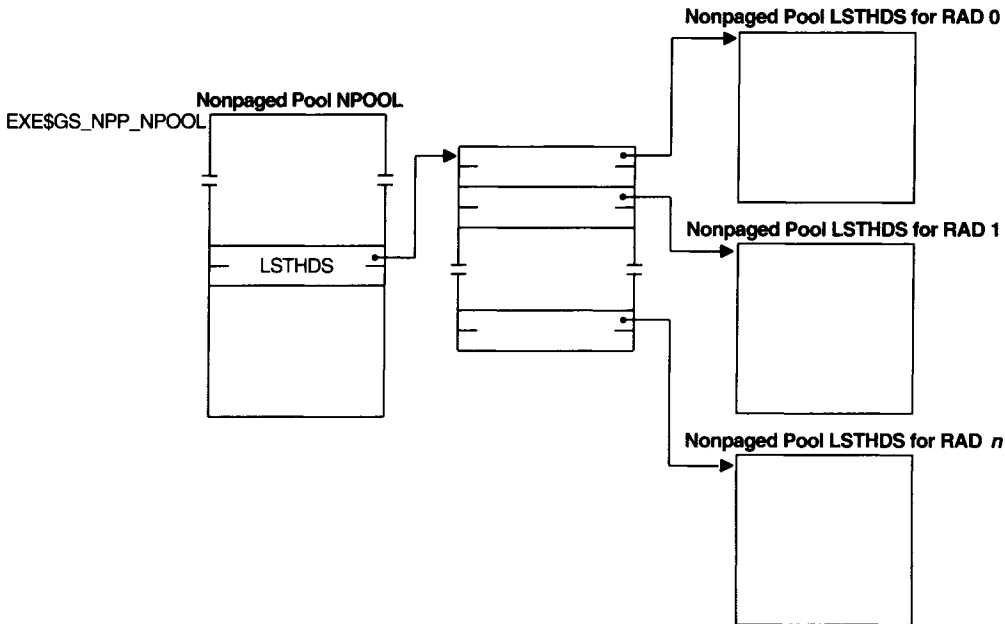 Nonpaged Pool LSTHDS for RAD 0
Nonpaged Pool NPOOL
EXE$GS_NPP_NPOOL
LSTHDS
Nonpaged Pool LSTHDS for RAD 1
Nonpaged Pool LSTHDS for RAD n